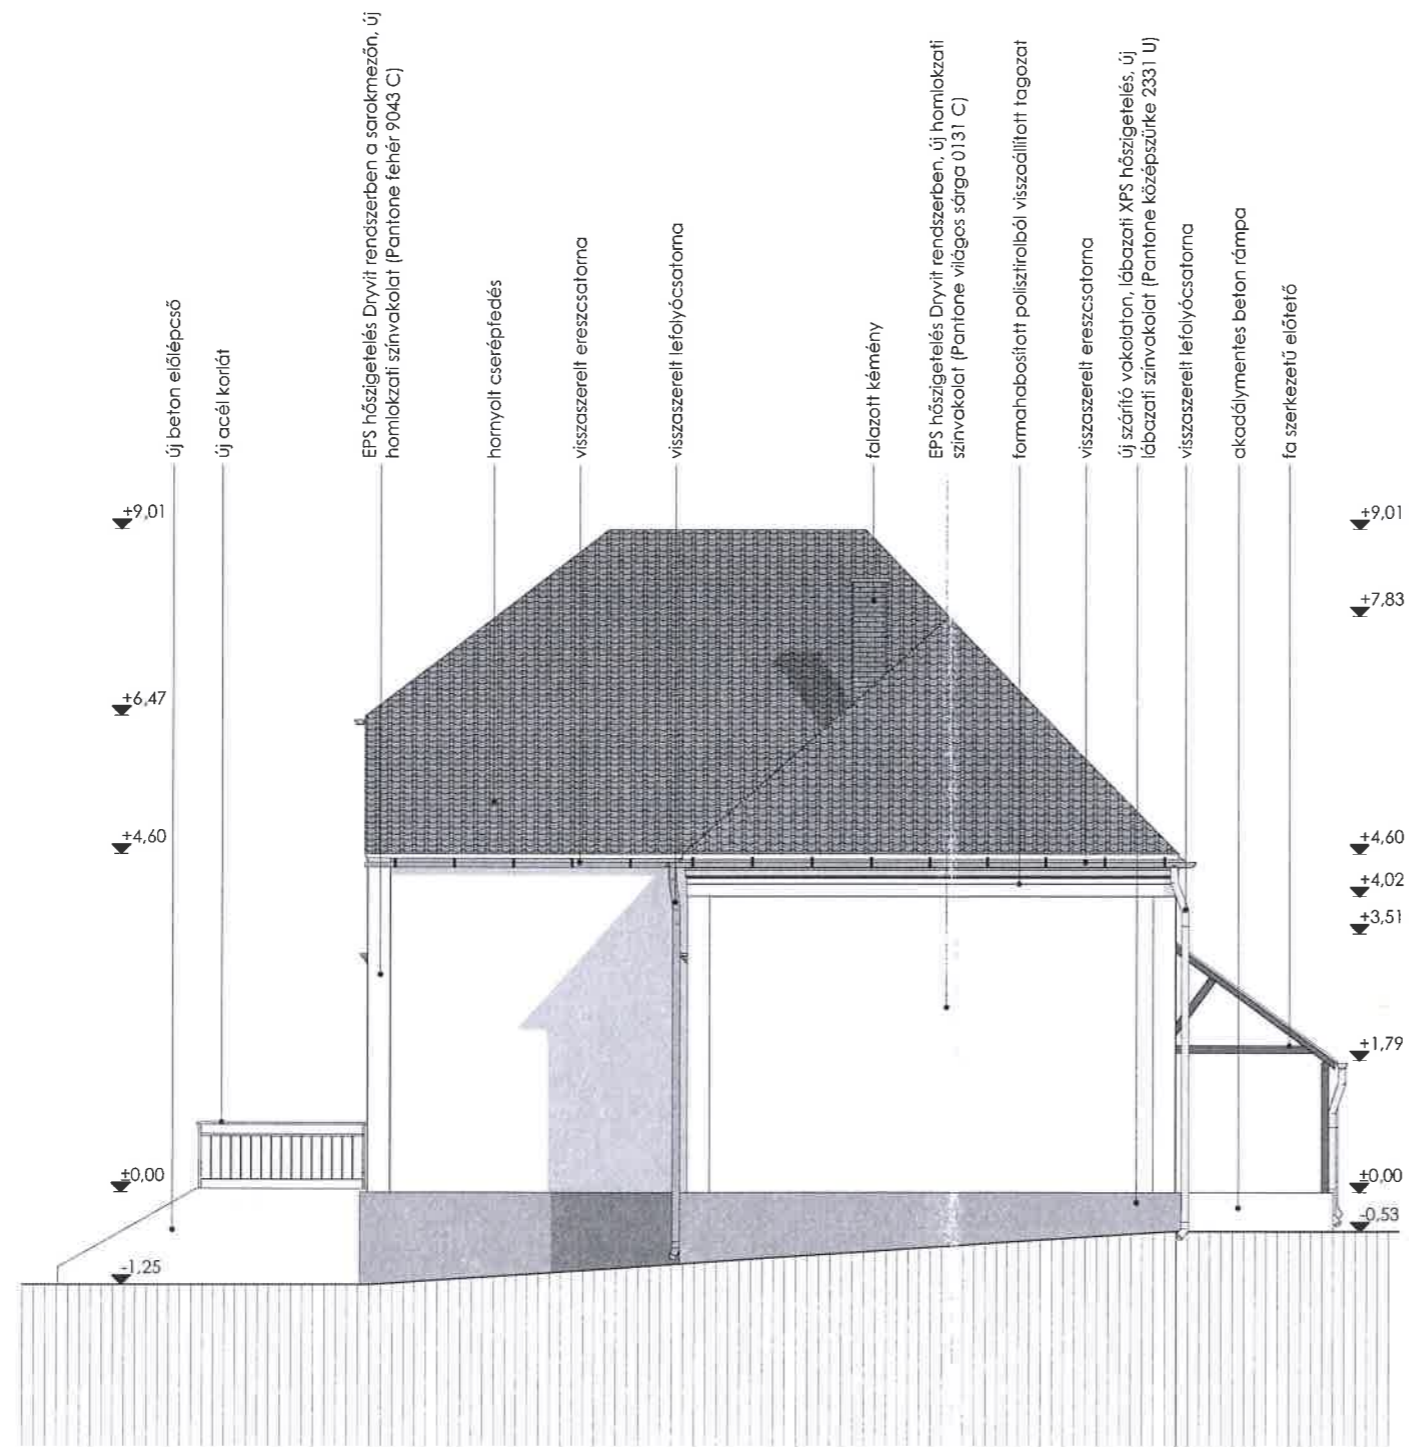 új beton előlépcső
új acél korlát
EPS hőszigetelés Dryvit rendszerben a sarokmezőn, új
homlokzati színvakolat (Pantone fehér 9043 C)
hornyolt cserépfedés
visszaszerelt ereszcsatorna
visszaszerelt lefolyócsatorna
falazott kémény
EPS hőszigetelés Dryvit rendszerben, új homlokzati
színvakolat (Pantone világos sárga 0131 C)
formahabosított polisztirolból visszaállított tagozat
visszaszerelt ereszcsatorna
új szárító vakolaton, lábazati XPS hőszigetelés, új
lábazati színvakolat (Pantone középszürke 2331 U)
visszaszerelt lefolyócsatorna
akadálymentes beton rámpa
fa szerkezetű előtető
+9,01
+6,47
+4,60
±0,00
-1,25
+9,01
+7,83
+4,60
+4,02
+3,51
+1,79
±0,00
-0,53